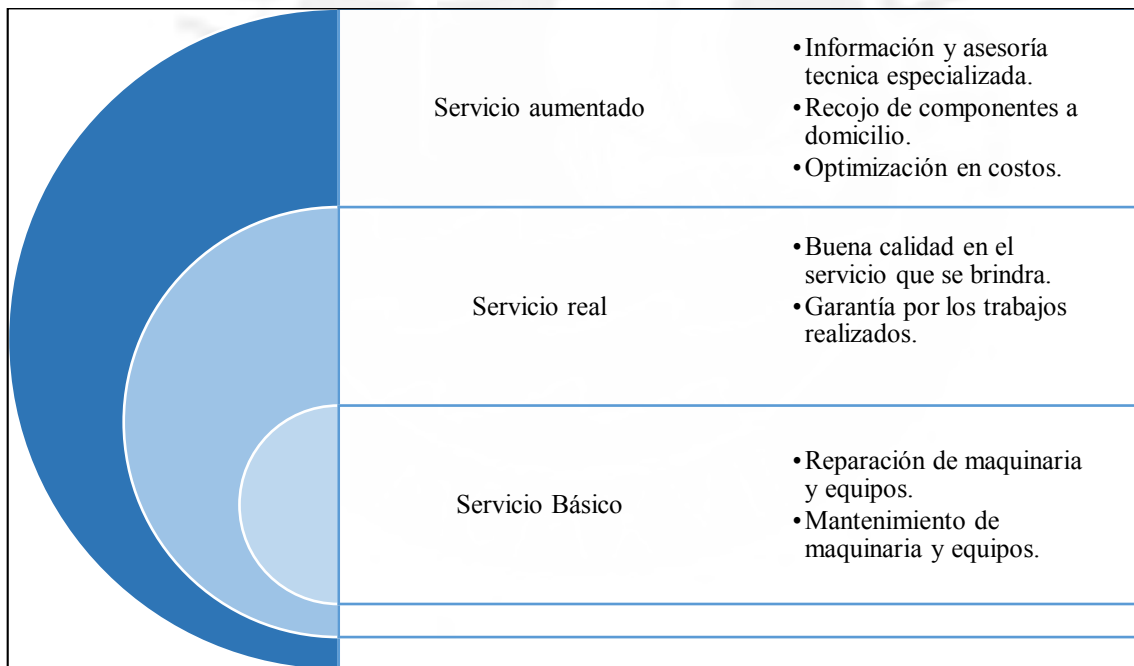 Servicio aumentado
•Información y asesoría
tecnica especializada.
•Recojo de componentes a
domicilio.
•Optimización en costos.
Servicio real
•Buena calidad en el
servicio que se brindra.
•Garantía por los trabajos
realizados.
Servicio Básico
•Reparación de maquinaria
y equipos.
•Mantenimiento de
maquinaria y equipos.